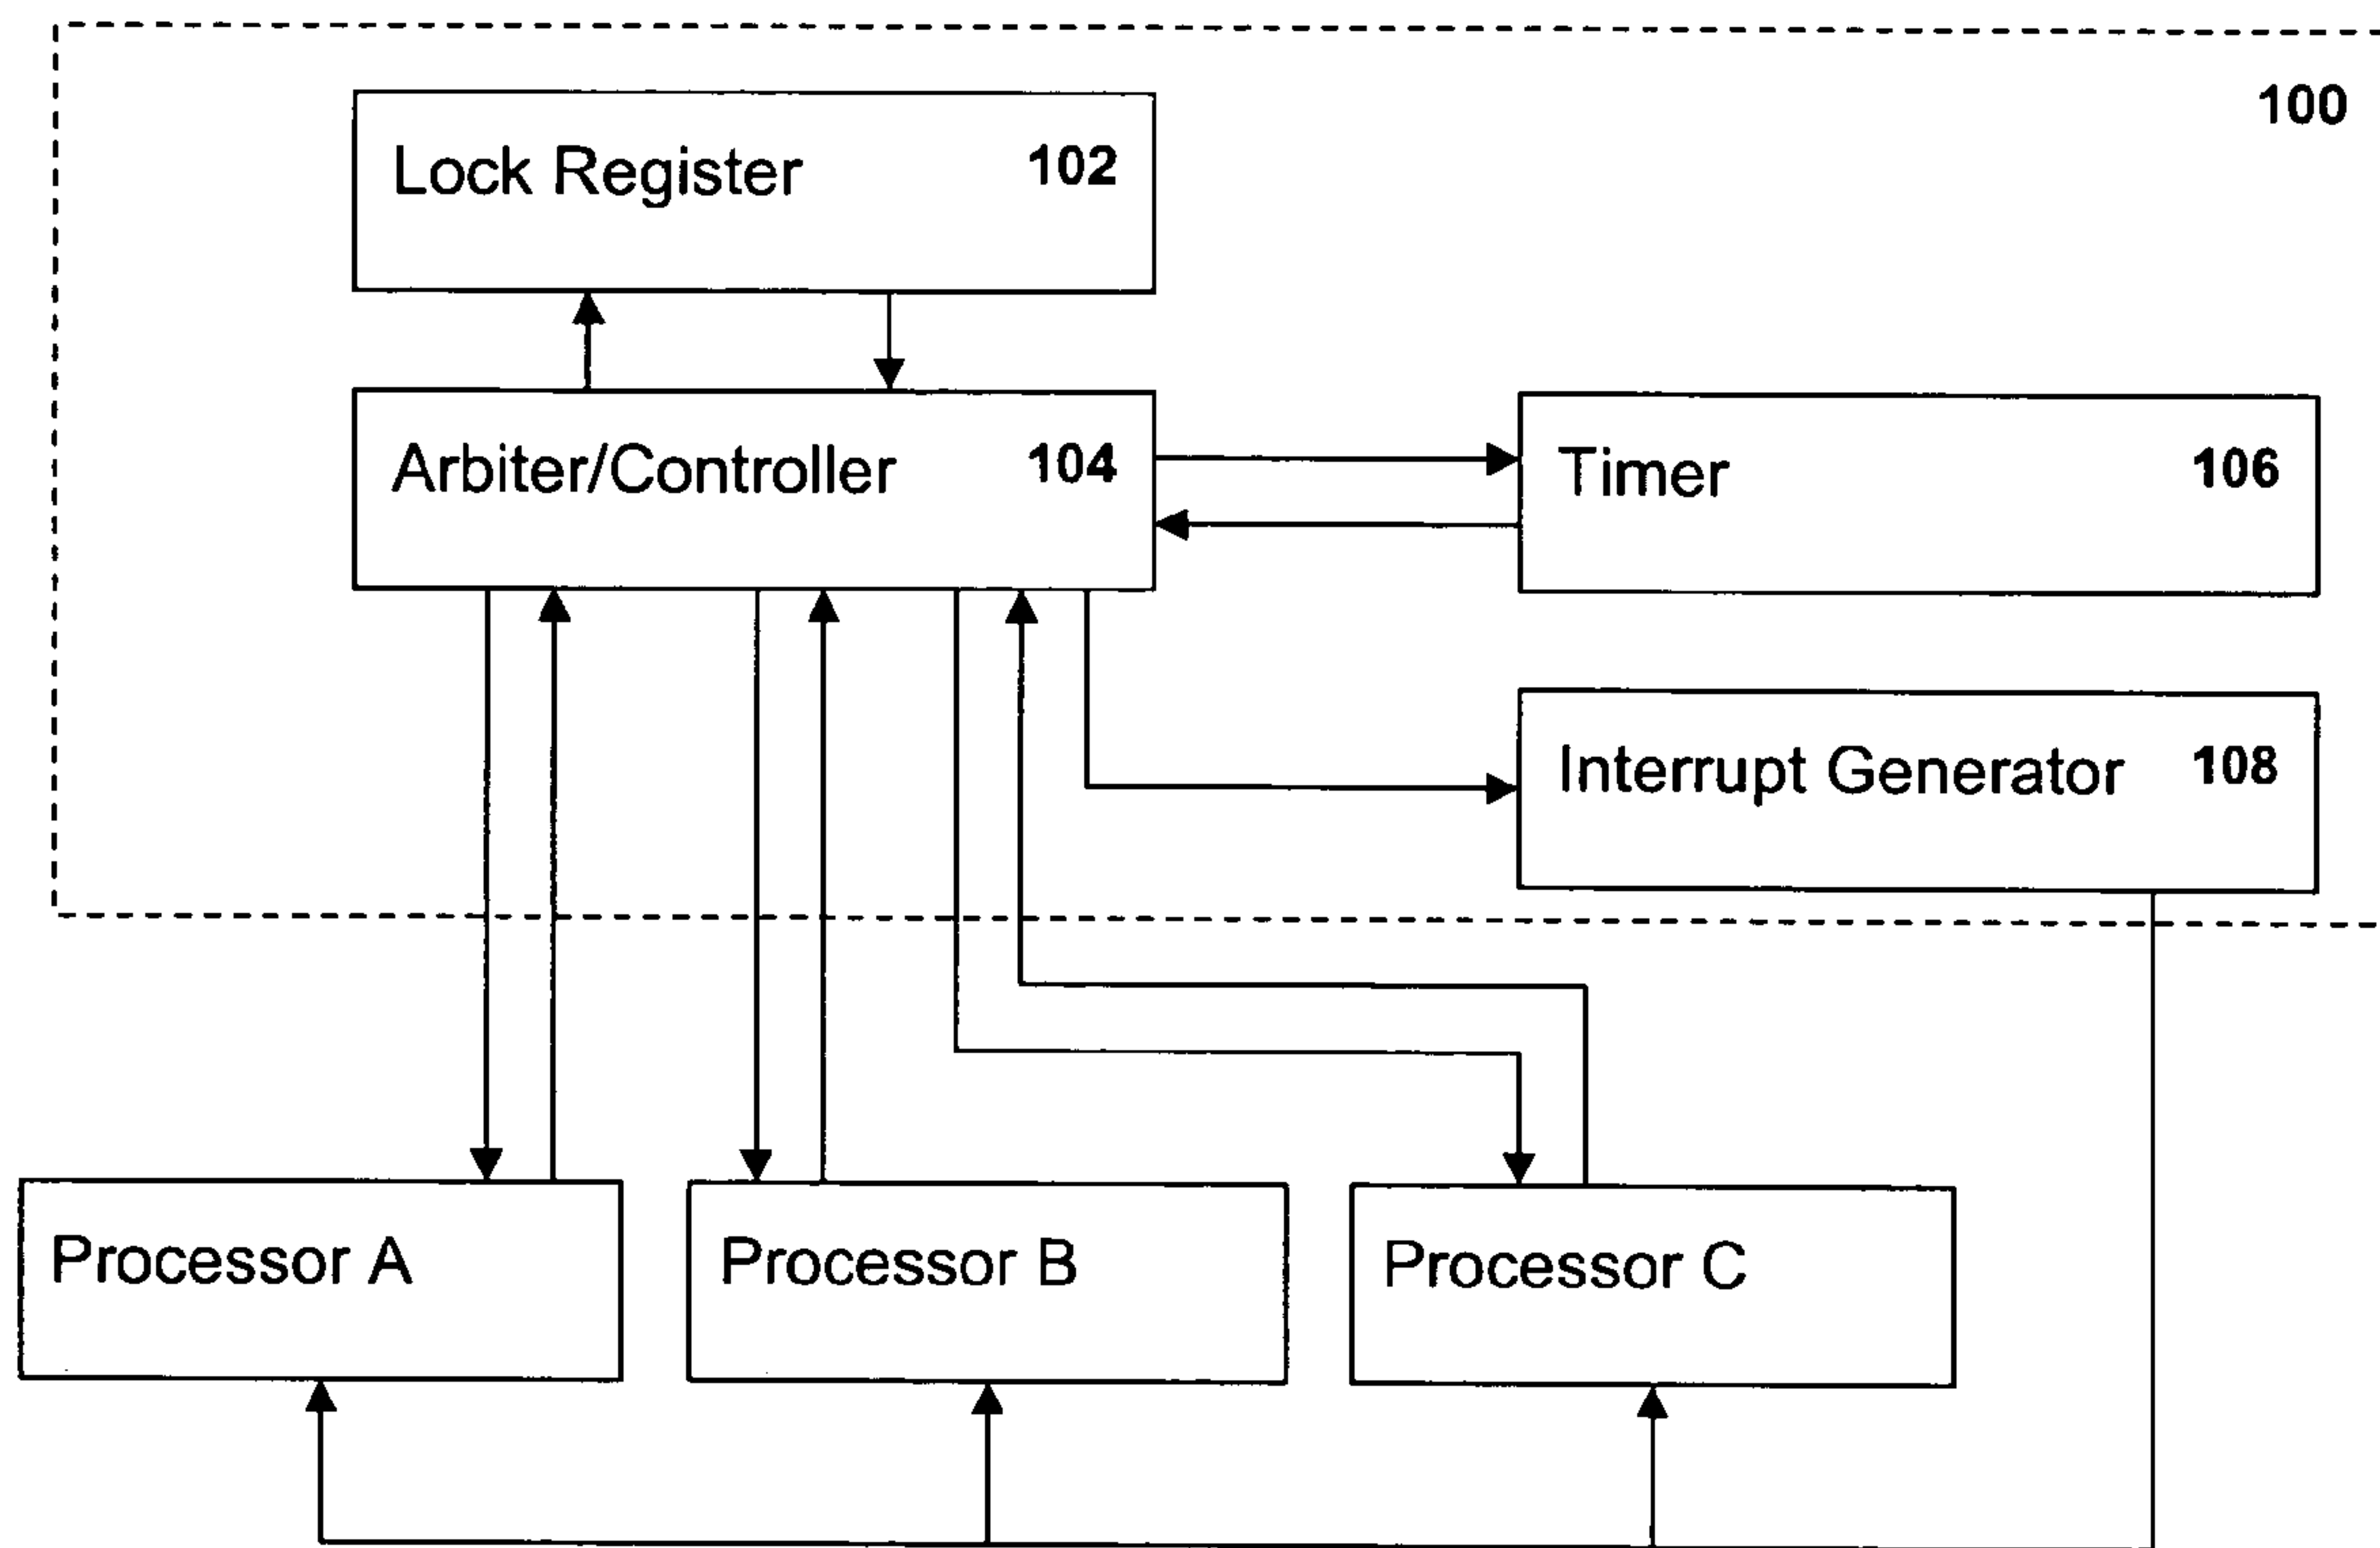 100
Lock Register 102
Arbiter/Controller 104
Timer 106
Interrupt Generator 108
Processor A
Processor B
Processor C